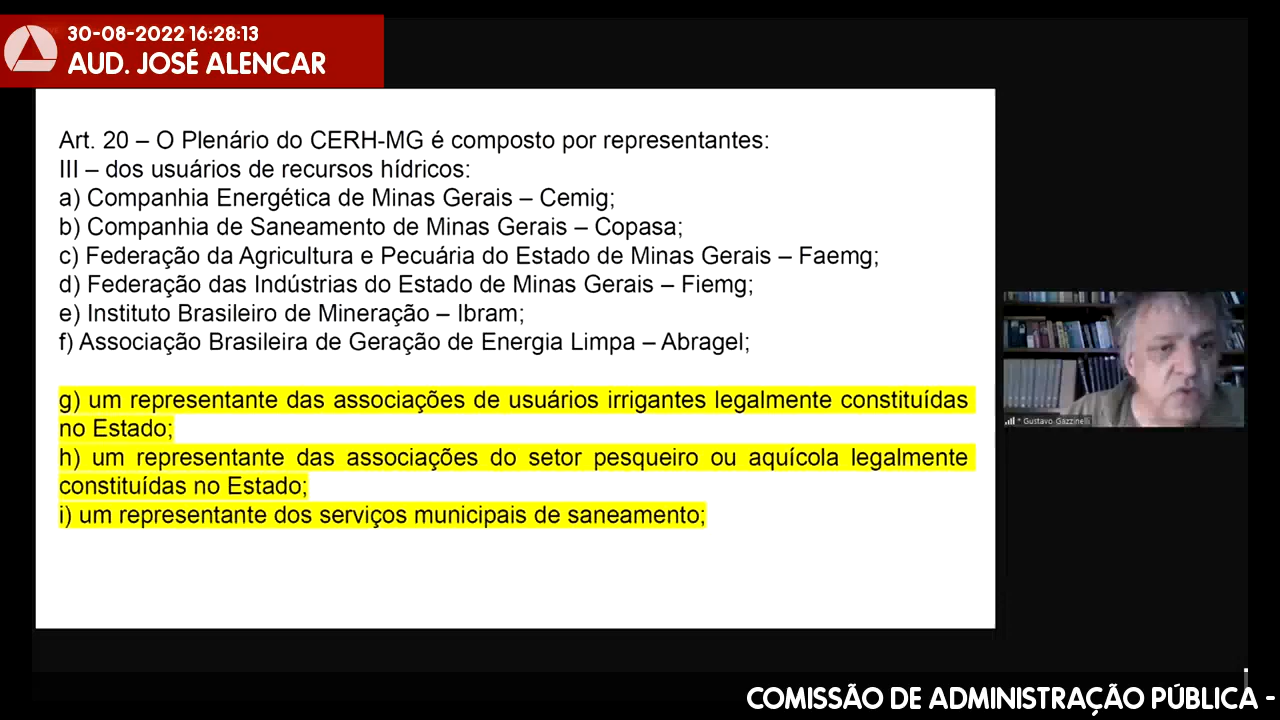 30-08-2022 16:28:13
AUD. JOSÉ ALENCAR
Art. 20 – O Plenário do CERH-MG é composto por representantes:
III – dos usuários de recursos hídricos:
a) Companhia Energética de Minas Gerais – Cemig;
b) Companhia de Saneamento de Minas Gerais – Copasa;
c) Federação da Agricultura e Pecuária do Estado de Minas Gerais – Faemg;
d) Federação das Indústrias do Estado de Minas Gerais – Fiemg;
e) Instituto Brasileiro de Mineração – Ibram;
f) Associação Brasileira de Geração de Energia Limpa – Abragel;
g) um representante das associações de usuários irrigantes legalmente constituídas
no Estado;
h) um representante das associações do setor pesqueiro ou aquícola legalmente
constituídas no Estado;
i) um representante dos serviços municipais de saneamento;
* Gustavo Gazzinelli
COMISSÃO DE ADMINISTRAÇÃO PÚBLICA -